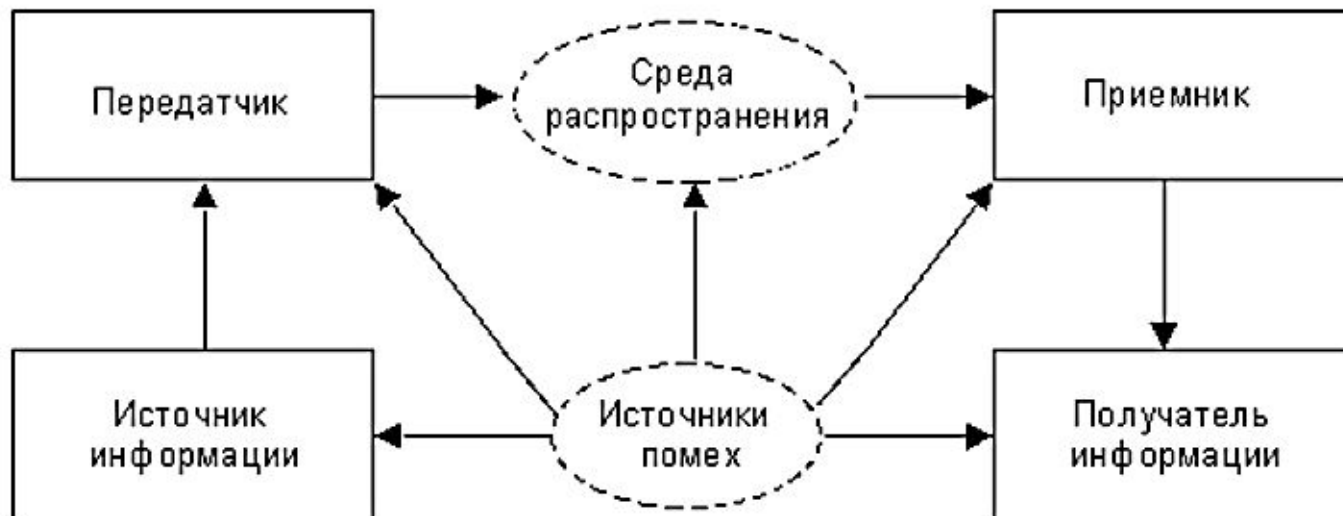 Передатчик
Среда
распространения
Приемник
Источник
информации
Источники
помех
Получатель
информации